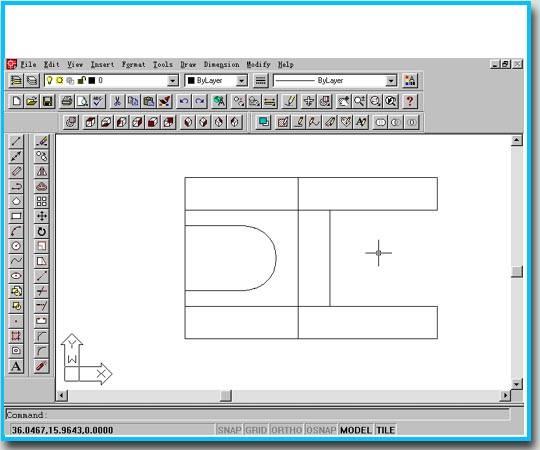 File Edit View Insert Format Tools Draw Dimension Modify Help
0 ByLayer ByLayer
A
Y
W
X
Command:
36.0467,15.9643,0.0000 SNAP GRID ORTHO OSNAP MODEL TILE